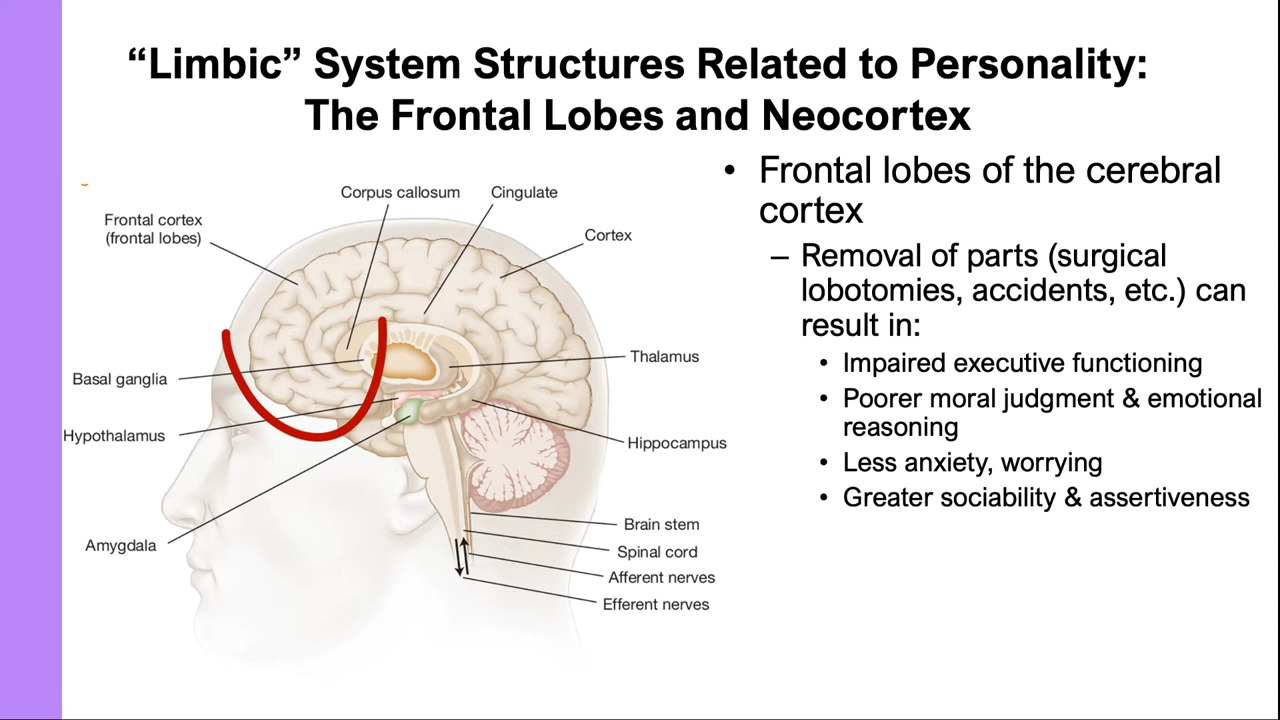 “Limbic” System Structures Related to Personality:
The Frontal Lobes and Neocortex
Corpus callosum
Cingulate
Frontal cortex
(frontal lobes)
Cortex
Thalamus
Basal ganglia
Hypothalamus
Hippocampus
Amygdala
Brain stem
Spinal cord
Afferent nerves
Efferent nerves
• Frontal lobes of the cerebral
cortex
– Removal of parts (surgical
lobotomies, accidents, etc.) can
result in:
• Impaired executive functioning
• Poorer moral judgment & emotional
reasoning
• Less anxiety, worrying
• Greater sociability & assertiveness